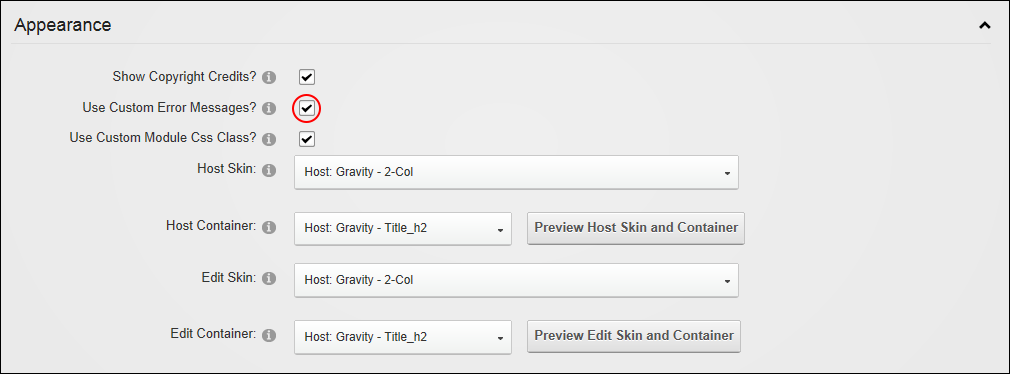 Appearance
Show Copyright Credits?
Use Custom Error Messages?
Use Custom Module Css Class?
Host Skin: Host: Gravity - 2-Col
Host Container: Host: Gravity - Title_h2 Preview Host Skin and Container
Edit Skin: Host: Gravity - 2-Col
Edit Container: Host: Gravity - Title_h2 Preview Edit Skin and Container